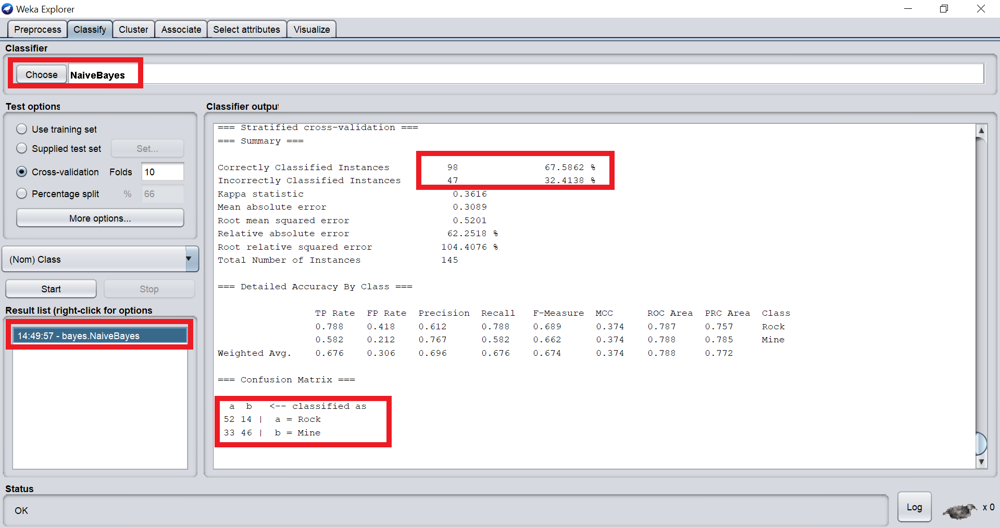 Weka Explorer
Preprocess Classify Cluster Associate Select attributes Visualize
Classifier
Choose NaiveBayes
Test options
Use training set
Supplied test set Set...
Cross-validation Folds 10
Percentage split % 66
More options...
(Nom) Class
Start Stop
Result list (right-click for options
14:49:57 - bayes.NaiveBayes
Classifier output
=== Stratified cross-validation ===
=== Summary ===
Correctly Classified Instances 98 67.5862 %
Incorrectly Classified Instances 47 32.4138 %
Kappa statistic 0.3616
Mean absolute error 0.3089
Root mean squared error 0.5201
Relative absolute error 62.2518 %
Root relative squared error 104.4076 %
Total Number of Instances 145
=== Detailed Accuracy By Class ===
TP Rate FP Rate Precision Recall F-Measure MCC ROC Area PRC Area Class
0.788 0.418 0.612 0.788 0.689 0.374 0.787 0.757 Rock
0.582 0.212 0.767 0.582 0.662 0.374 0.788 0.785 Mine
Weighted Avg. 0.676 0.306 0.696 0.676 0.674 0.374 0.788 0.772
=== Confusion Matrix ===
a b <-- classified as
52 14 | a = Rock
33 46 | b = Mine
Status
OK
Log x 0